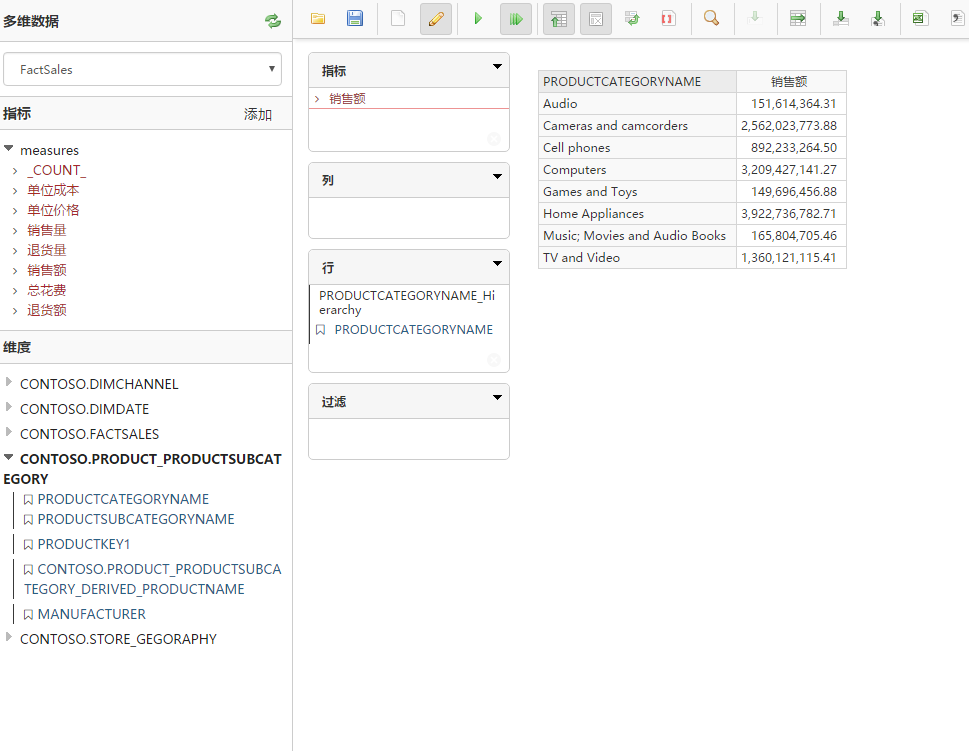 多维数据
FactSales
指标 添加
measures
_COUNT_
单位成本
单位价格
销售量
退货量
销售额
总花费
退货额
维度
CONTOSO.DIMCHANNEL
CONTOSO.DIMDATE
CONTOSO.FACTSALES
CONTOSO.PRODUCT_PRODUCTSUBCAT
EGORY
PRODUCTCATEGORYNAME
PRODUCTSUBCATEGORYNAME
PRODUCTKEY1
CONTOSO.PRODUCT_PRODUCTSUBCA
TEGORY_DERIVED_PRODUCTNAME
MANUFACTURER
CONTOSO.STORE_GEGORAPHY
指标
销售额
列
行
PRODUCTCATEGORYNAME_Hi
erarchy
PRODUCTCATEGORYNAME
过滤
PRODUCTCATEGORYNAME 销售额
Audio 151,614,364.31
Cameras and camcorders 2,562,023,773.88
Cell phones 892,233,264.50
Computers 3,209,427,141.27
Games and Toys 149,696,456.88
Home Appliances 3,922,736,782.71
Music; Movies and Audio Books 165,804,705.46
TV and Video 1,360,121,115.41